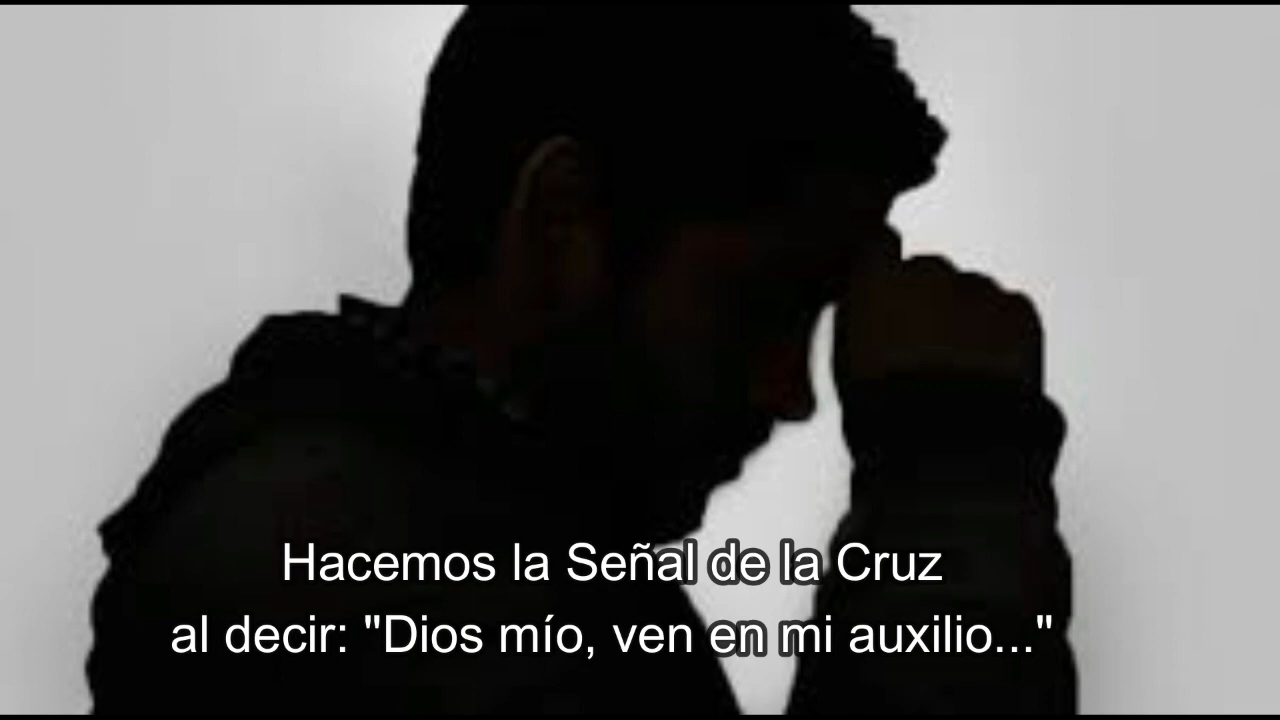 Hacemos la Señal de la Cruz
al decir: "Dios mío, ven en mi auxilio..."